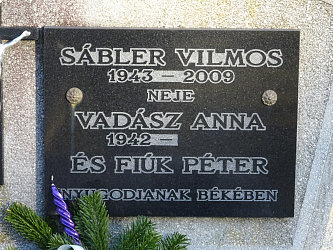 SÁBLER VILMOS
1943 – 2009
NEJE
VADÁSZ ANNA
1942 –
ÉS FIÚK PÉTER
NYUGODJANAK BÉKÉBEN